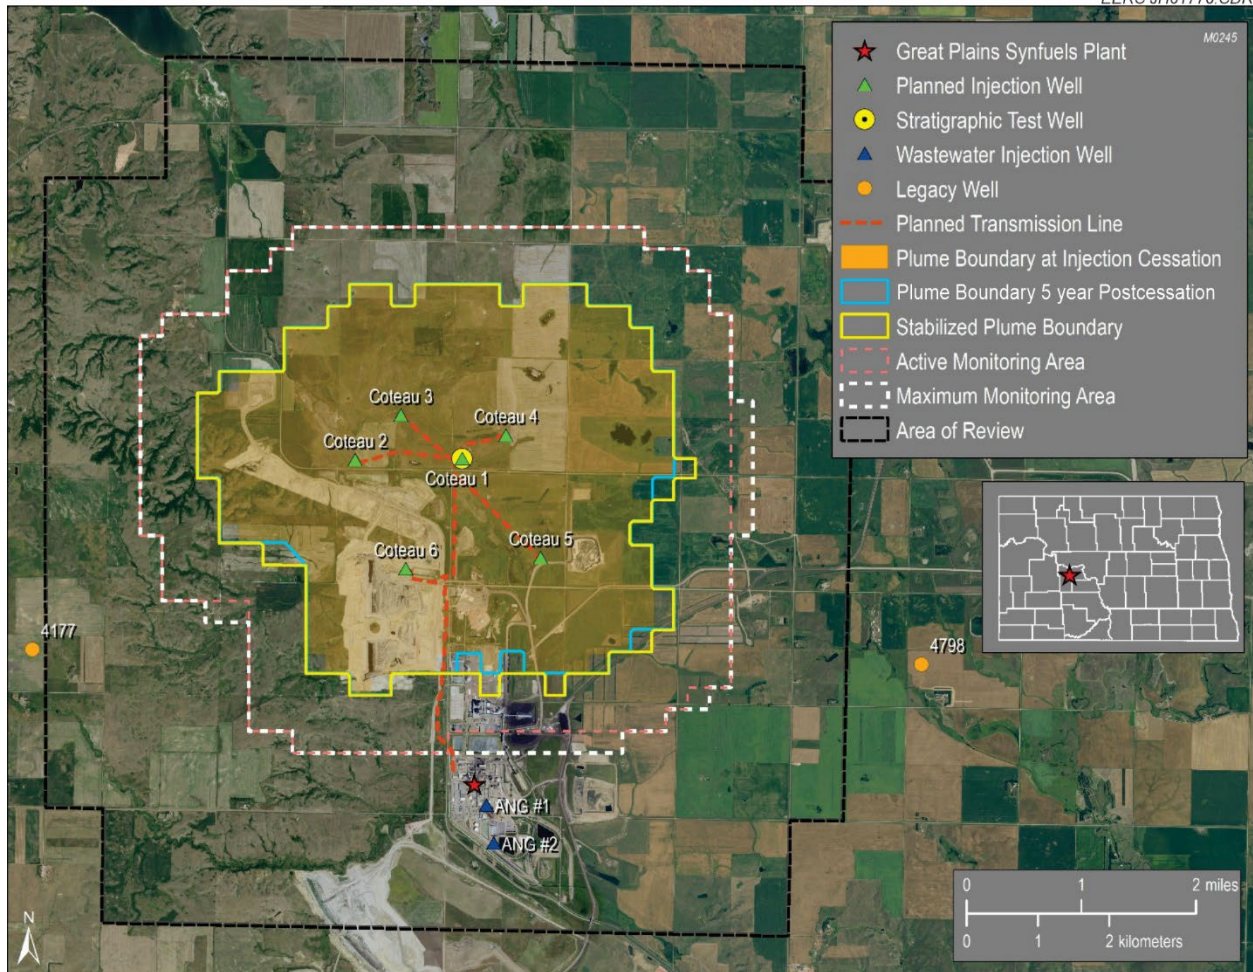 M0245
Great Plains Synfuels Plant
Planned Injection Well
Stratigraphic Test Well
Wastewater Injection Well
Legacy Well
Planned Transmission Line
Plume Boundary at Injection Cessation
Plume Boundary 5 year Postcessation
Stabilized Plume Boundary
Active Monitoring Area
Maximum Monitoring Area
Area of Review
Coteau 3
Coteau 4
Coteau 2
Coteau 1
Coteau 5
Coteau 6
4177
4798
ANG #1
ANG #2
0 1 2 miles
0 1 2 kilometers
N